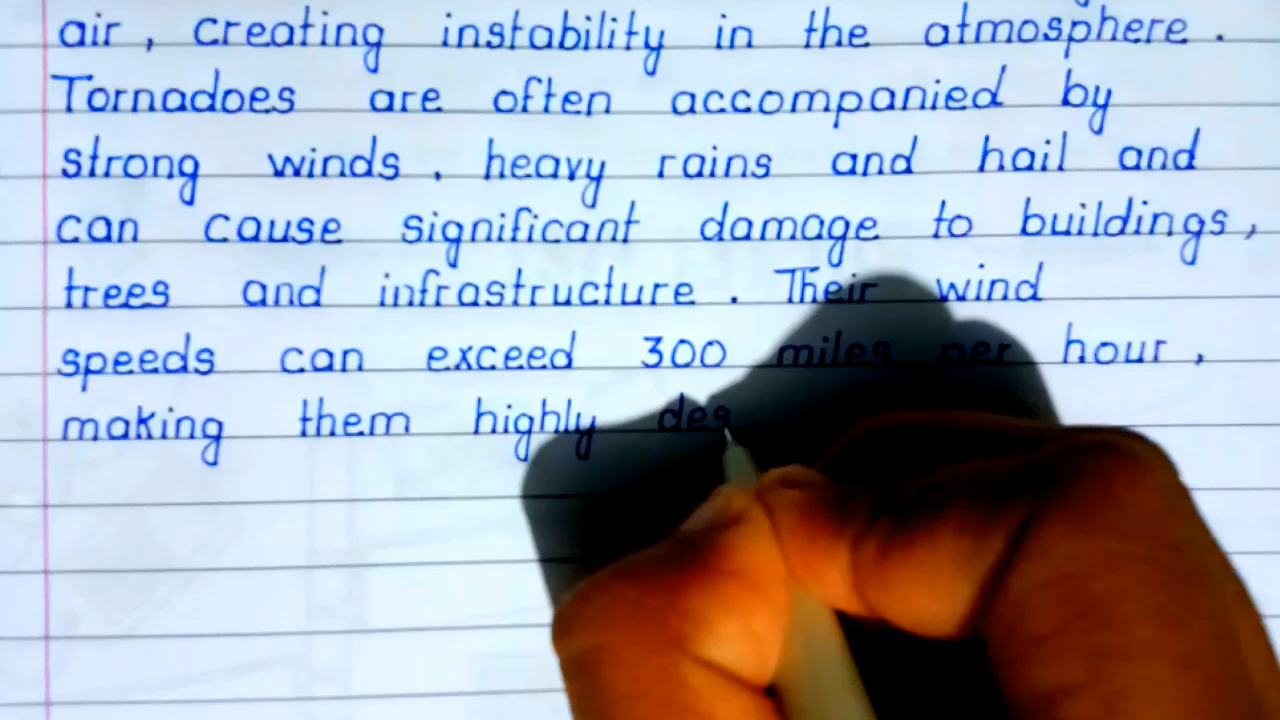 air, creating instability in the atmosphere.
Tornadoes are often accompanied by
strong winds, heavy rains and hail and
can cause significant damage to buildings,
trees and infrastructure. Their wind
speeds can exceed 300 miles per hour,
making them highly des